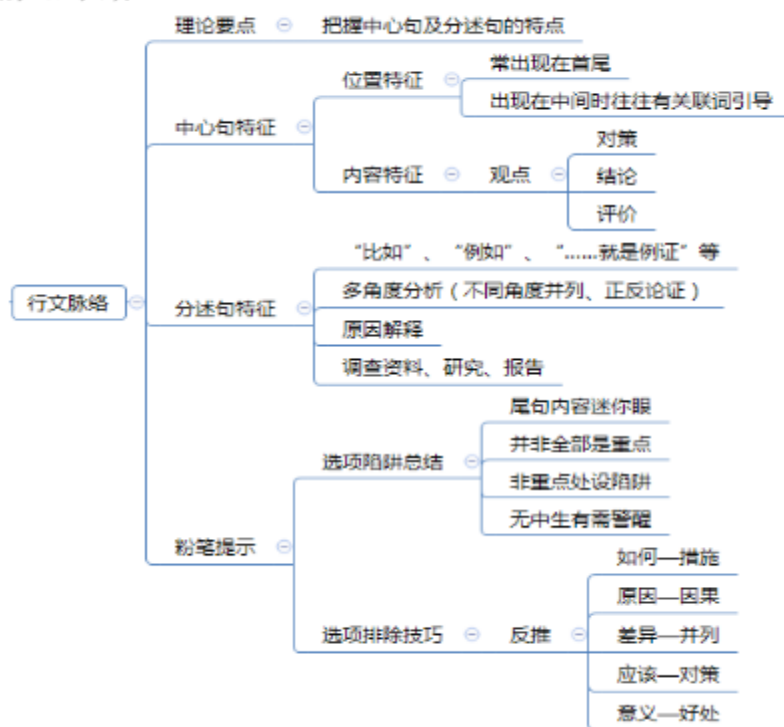 行文脉络
理论要点
把握中心句及分述句的特点
中心句特征
位置特征
常出现在首尾
出现在中间时往往有关联词引导
内容特征
观点
对策
结论
评价
分述句特征
“比如”、“例如”、“……就是例证”等
多角度分析（不同角度并列、正反论证）
原因解释
调查资料、研究、报告
粉笔提示
选项陷阱总结
尾句内容迷你眼
并非全部是重点
非重点处设陷阱
无中生有需警醒
选项排除技巧
反推
如何—措施
原因—因果
差异—并列
应该—对策
意义—好处